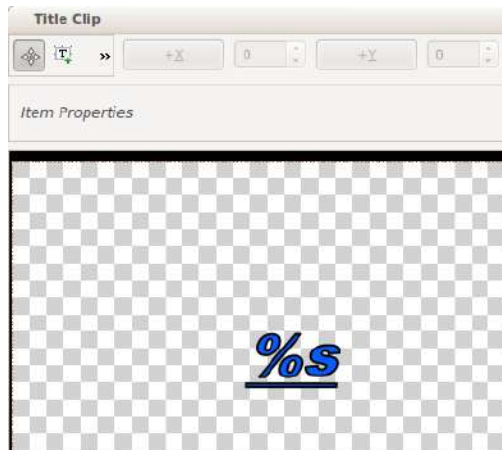 Title Clip
T » +X 0 +Y 0
Item Properties
%s